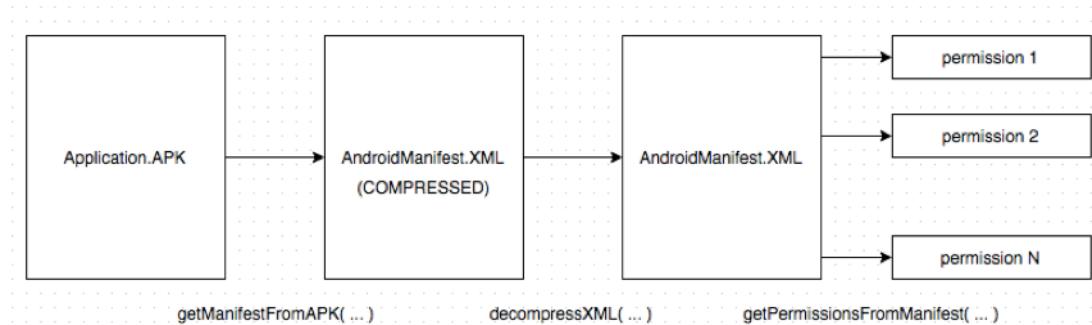 permission 1
Application.APK
AndroidManifest.XML
(COMPRESSED)
AndroidManifest.XML
permission 2
permission N
getManifestFromAPK( ... )
decompressXML( ... )
getPermissionsFromManifest( ... )